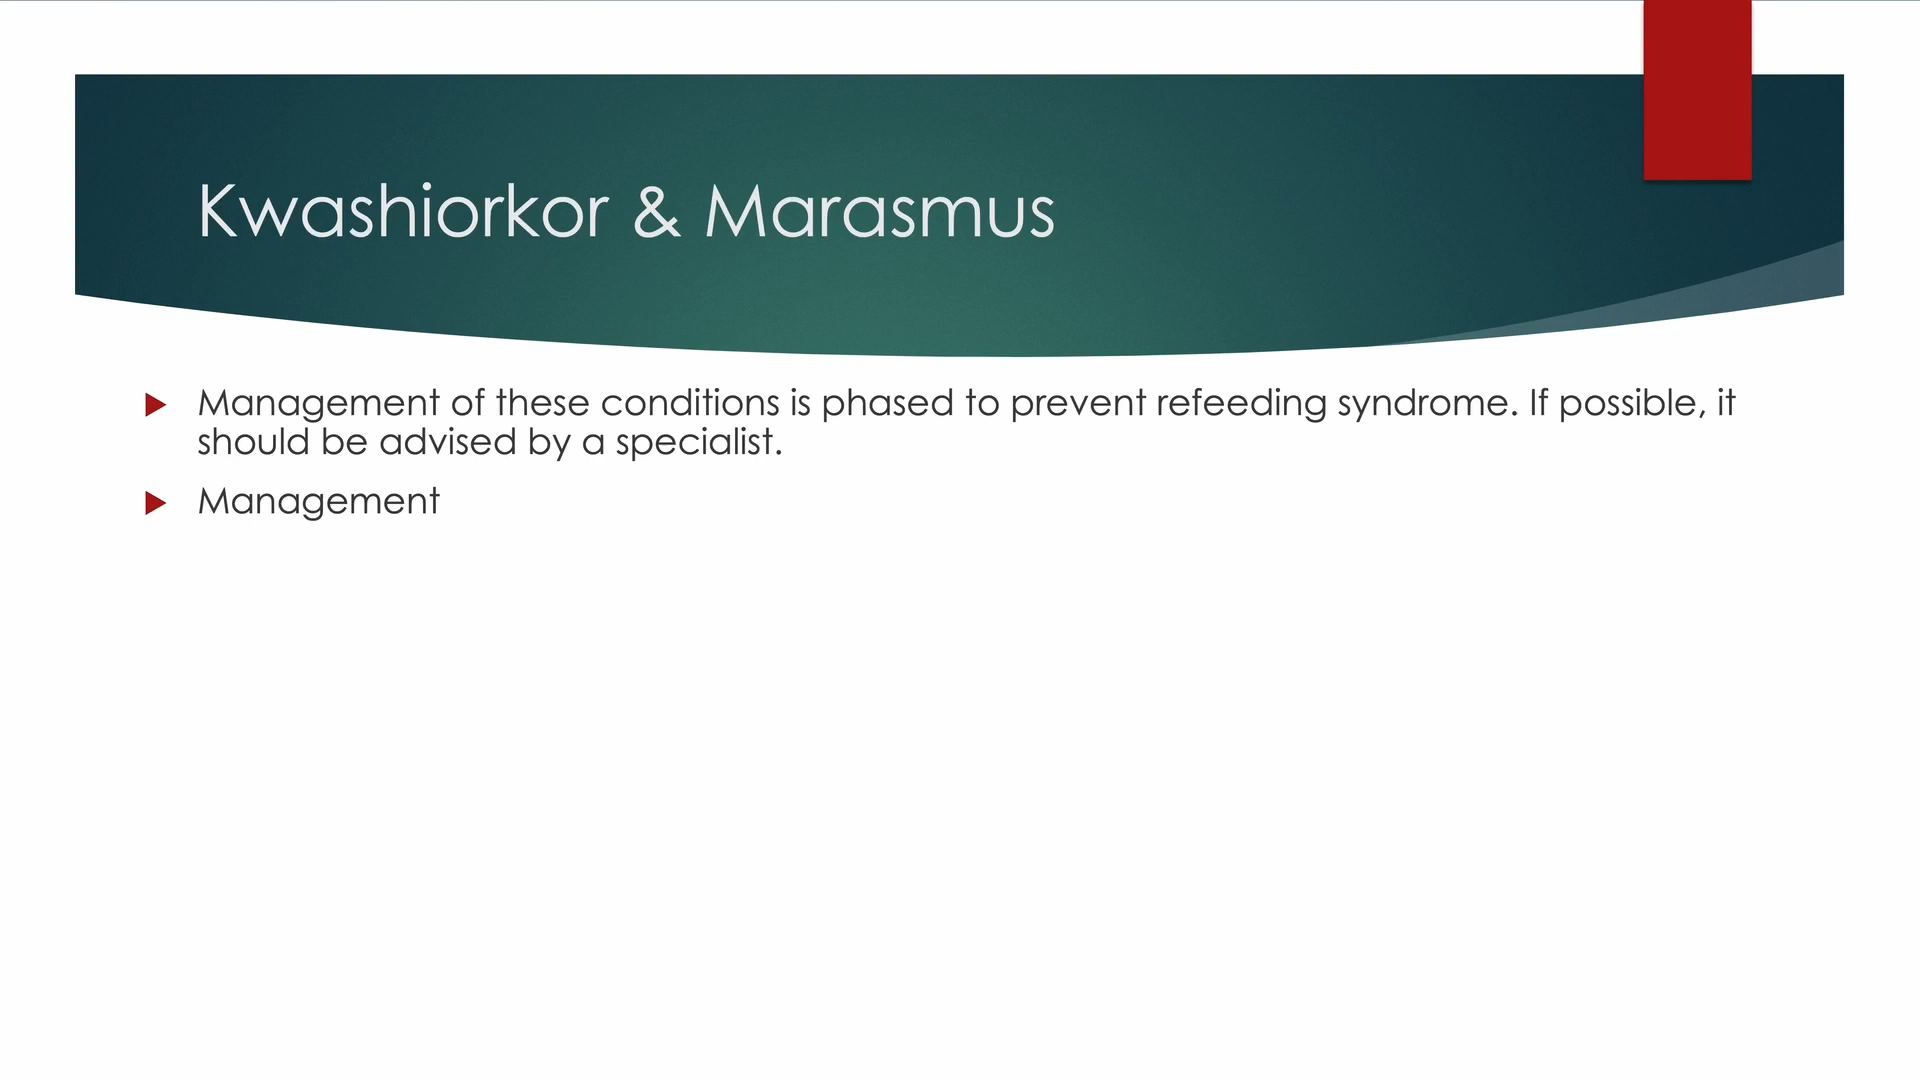 Kwashiorkor & Marasmus
Management of these conditions is phased to prevent refeeding syndrome. If possible, it
should be advised by a specialist.
Management